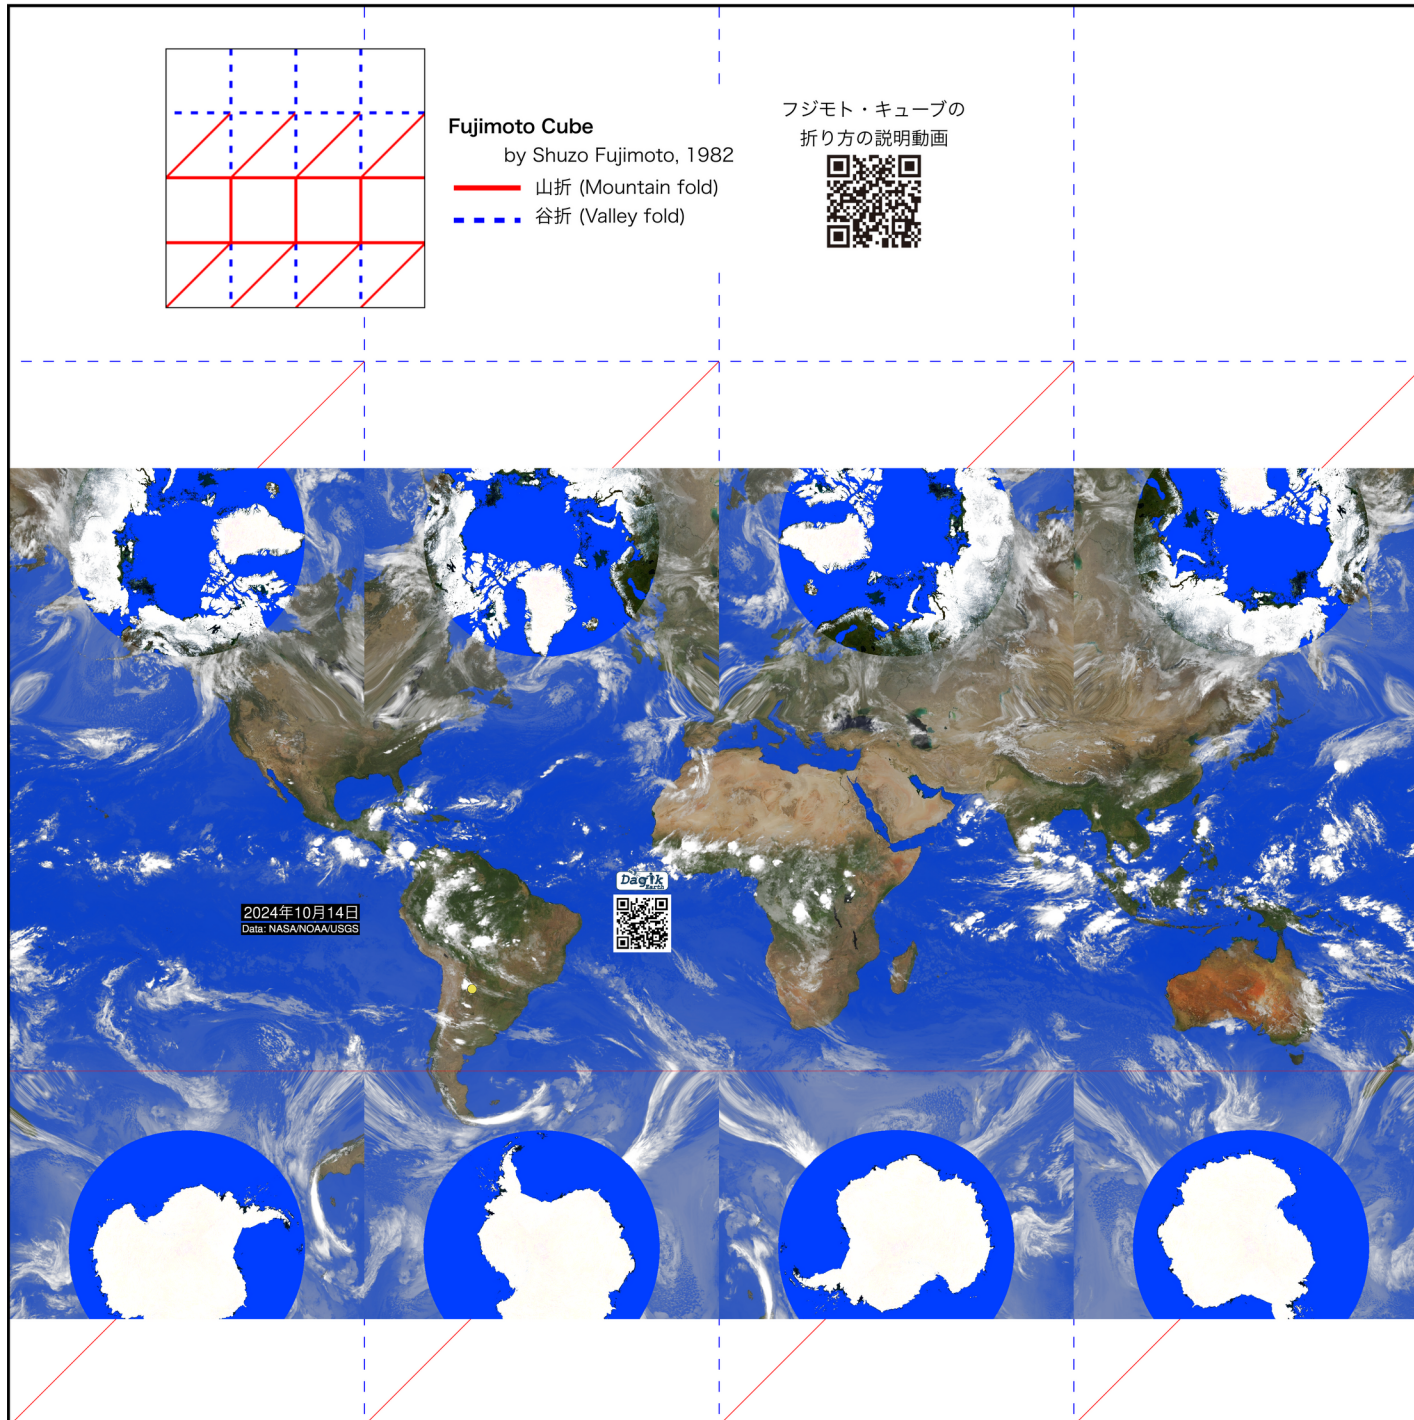 Fujimoto Cube
by Shuzo Fujimoto, 1982
山折 (Mountain fold)
谷折 (Valley fold)
フジモト・キューブの
折り方の説明動画
Dagik
Earth
2024年10月14日
Data: NASA/NOAA/USGS